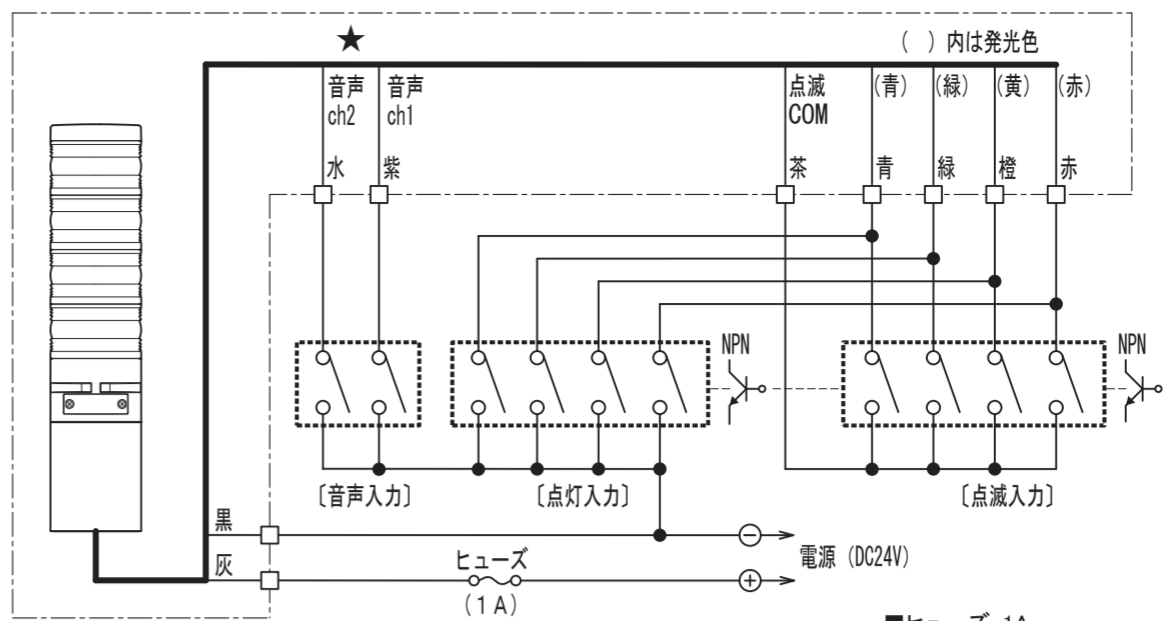 ★
( ) 内は発光色
音声 ch2
音声 ch1
点滅 COM
(青)
(緑)
(黄)
(赤)
水
紫
茶
青
緑
橙
赤
NPN
NPN
〔音声入力〕
〔点灯入力〕
〔点滅入力〕
黒
灰
ヒューズ
(1A)
電源 (DC24V)